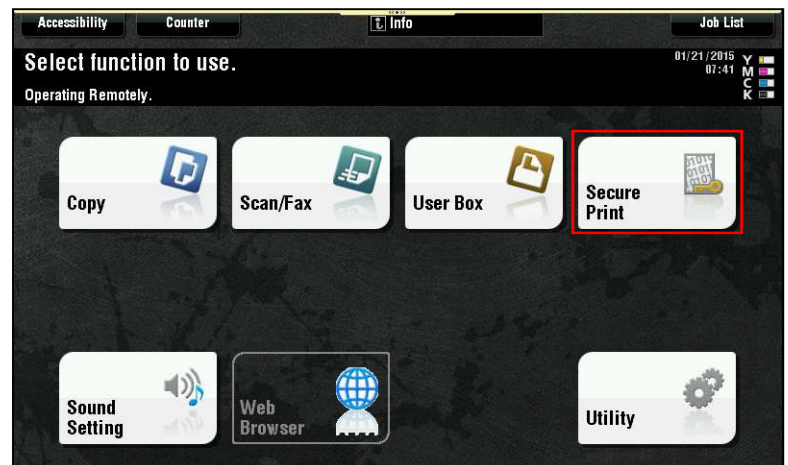 Accessibility
Counter
Info
Job List
Select function to use.
01/21/2015
07:41
Operating Remotely.
Y
M
C
K
Copy
Scan/Fax
User Box
Secure
Print
Sound
Setting
Web
Browser
Utility